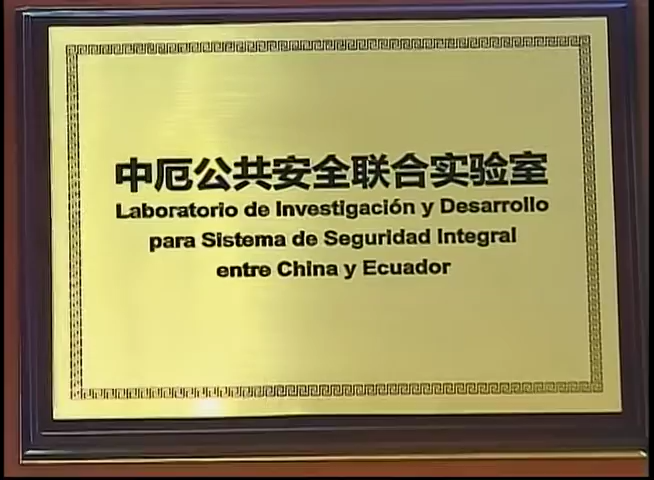 中厄公共安全联合实验室
Laboratorio de Investigación y Desarrollo
para Sistema de Seguridad Integral
entre China y Ecuador